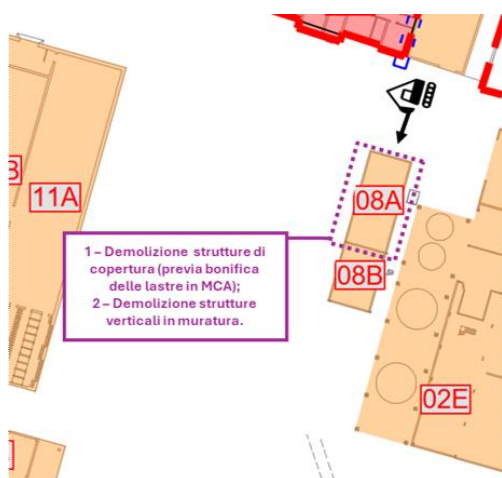 11A
08A
1 – Demolizione strutture di
copertura (previa bonifica
delle lastre in MCA);
2 – Demolizione strutture
verticali in muratura.
08B
02E